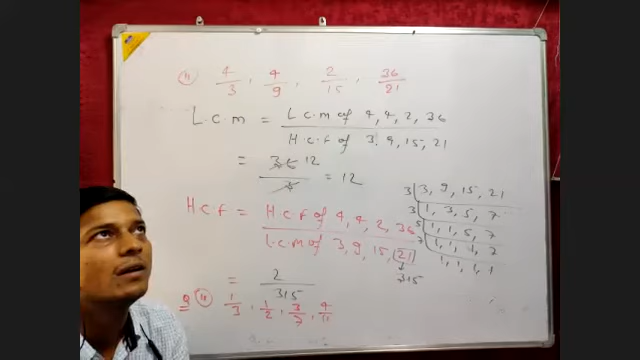 (4) 4/3, 4/9, 2/15, 36/21
L.C.M = L.C.M of 4, 4, 2, 36 / H.C.F of 3, 9, 15, 21
= 36 12 / 3 = 12
3 | 3, 9, 15, 21
3 | 1, 3, 5, 7
5 | 1, 1, 5, 7
7 | 1, 1, 1, 7
1, 1, 1, 1
H.C.F = H.C.F of 4, 4, 2, 36 / L.C.M of 3, 9, 15, 21
315
= 2 / 315
1/3, 1/2, 3/7, 4/11